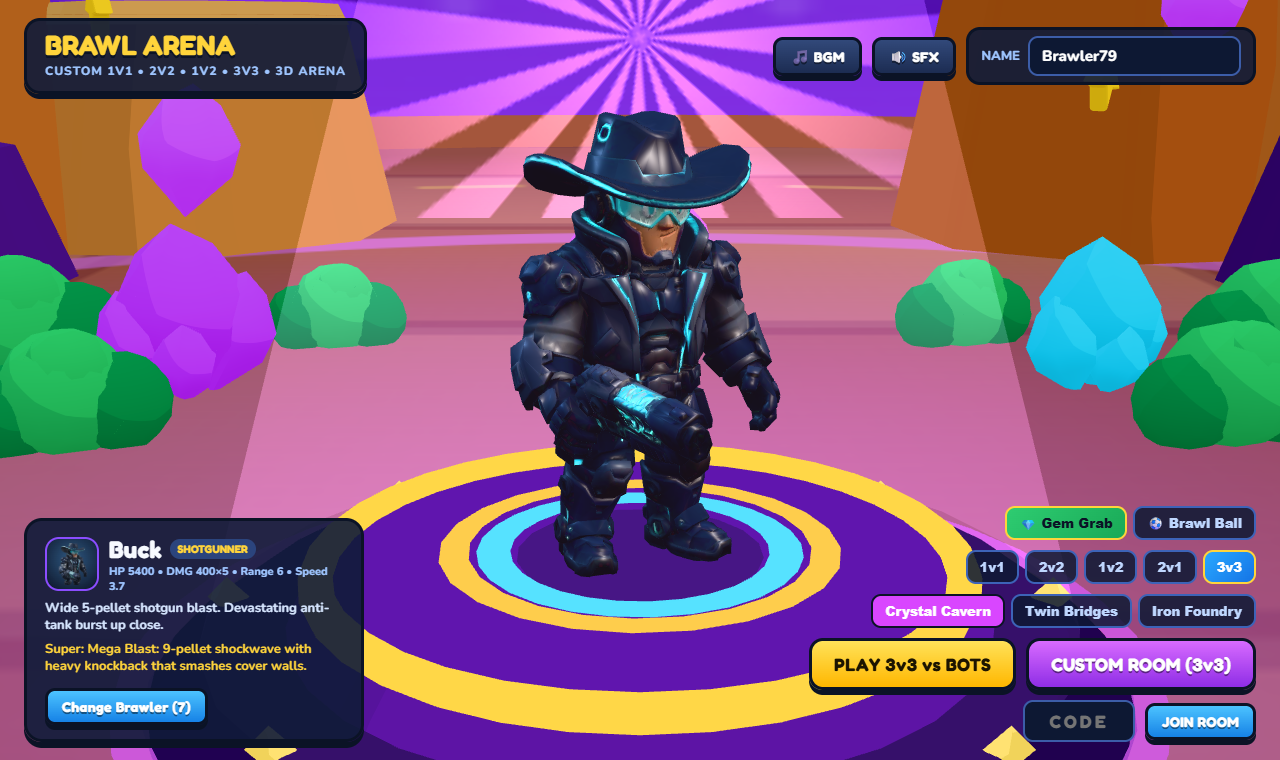 BRAWL ARENA
CUSTOM 1V1 • 2V2 • 1V2 • 3V3 • 3D ARENA
BGM
SFX
NAME
Brawler79
Buck
SHOTGUNNER
HP 5400 • DMG 400×5 • Range 6 • Speed
3.7
Wide 5-pellet shotgun blast. Devastating anti-
tank burst up close.
Super: Mega Blast: 9-pellet shockwave with
heavy knockback that smashes cover walls.
Change Brawler (7)
Gem Grab
Brawl Ball
1v1
2v2
1v2
2v1
3v3
Crystal Cavern
Twin Bridges
Iron Foundry
PLAY 3v3 vs BOTS
CUSTOM ROOM (3v3)
CODE
JOIN ROOM